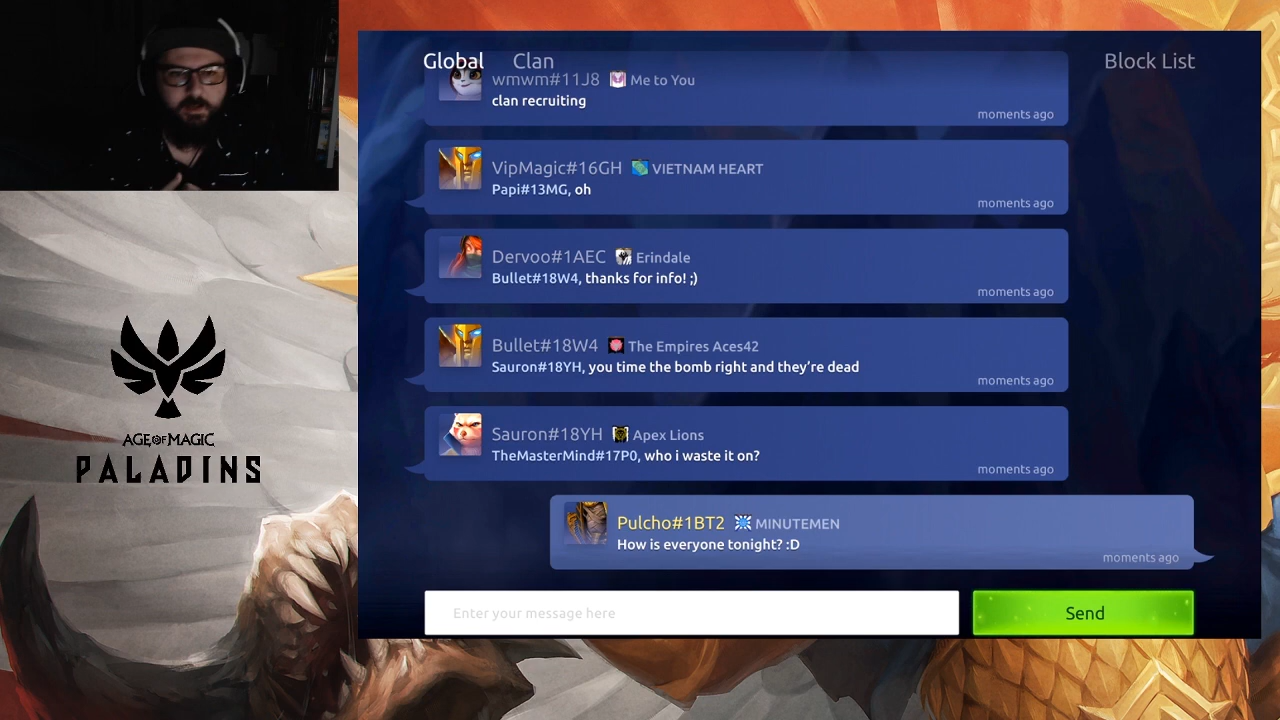 Global Clan Block List
wmwm#11J8 Me to You
clan recruiting
moments ago
VipMagic#16GH VIETNAM HEART
Papi#13MG, oh
moments ago
Dervoo#1AEC Erindale
Bullet#18W4, thanks for info! ;)
moments ago
Bullet#18W4 The Empires Aces42
Sauron#18YH, you time the bomb right and they're dead
moments ago
Sauron#18YH Apex Lions
TheMasterMind#17P0, who i waste it on?
moments ago
Pulcho#1BT2 MINUTEMEN
How is everyone tonight? :D
moments ago
Enter your message here
Send
AGE OF MAGIC
PALADINS